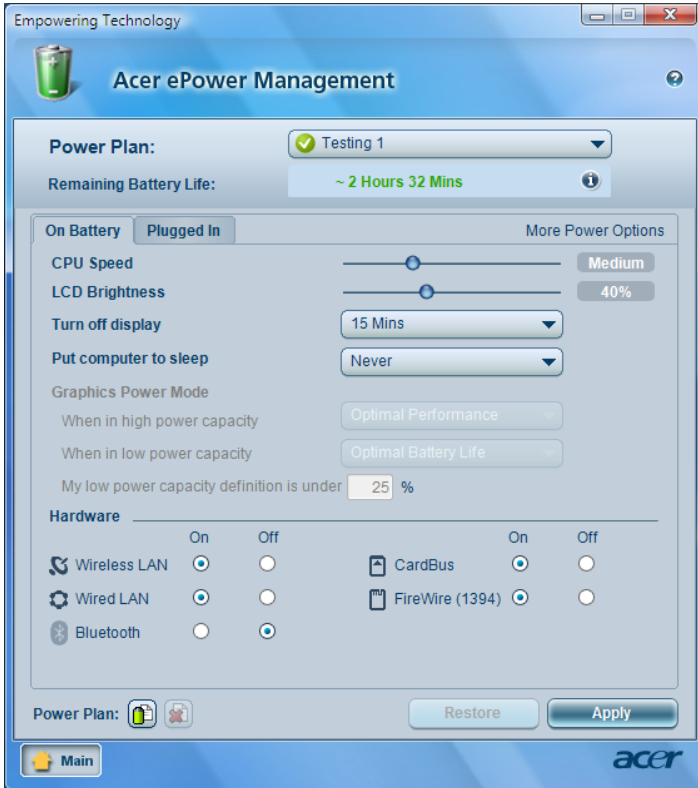 Empowering Technology
Acer ePower Management
Power Plan: Testing 1
Remaining Battery Life: ~ 2 Hours 32 Mins
On Battery Plugged In More Power Options
CPU Speed Medium
LCD Brightness 40%
Turn off display 15 Mins
Put computer to sleep Never
Graphics Power Mode
When in high power capacity Optimal Performance
When in low power capacity Optimal Battery Life
My low power capacity definition is under 25 %
Hardware
On Off On Off
Wireless LAN CardBus
Wired LAN FireWire (1394)
Bluetooth
Power Plan: Restore Apply
Main acer